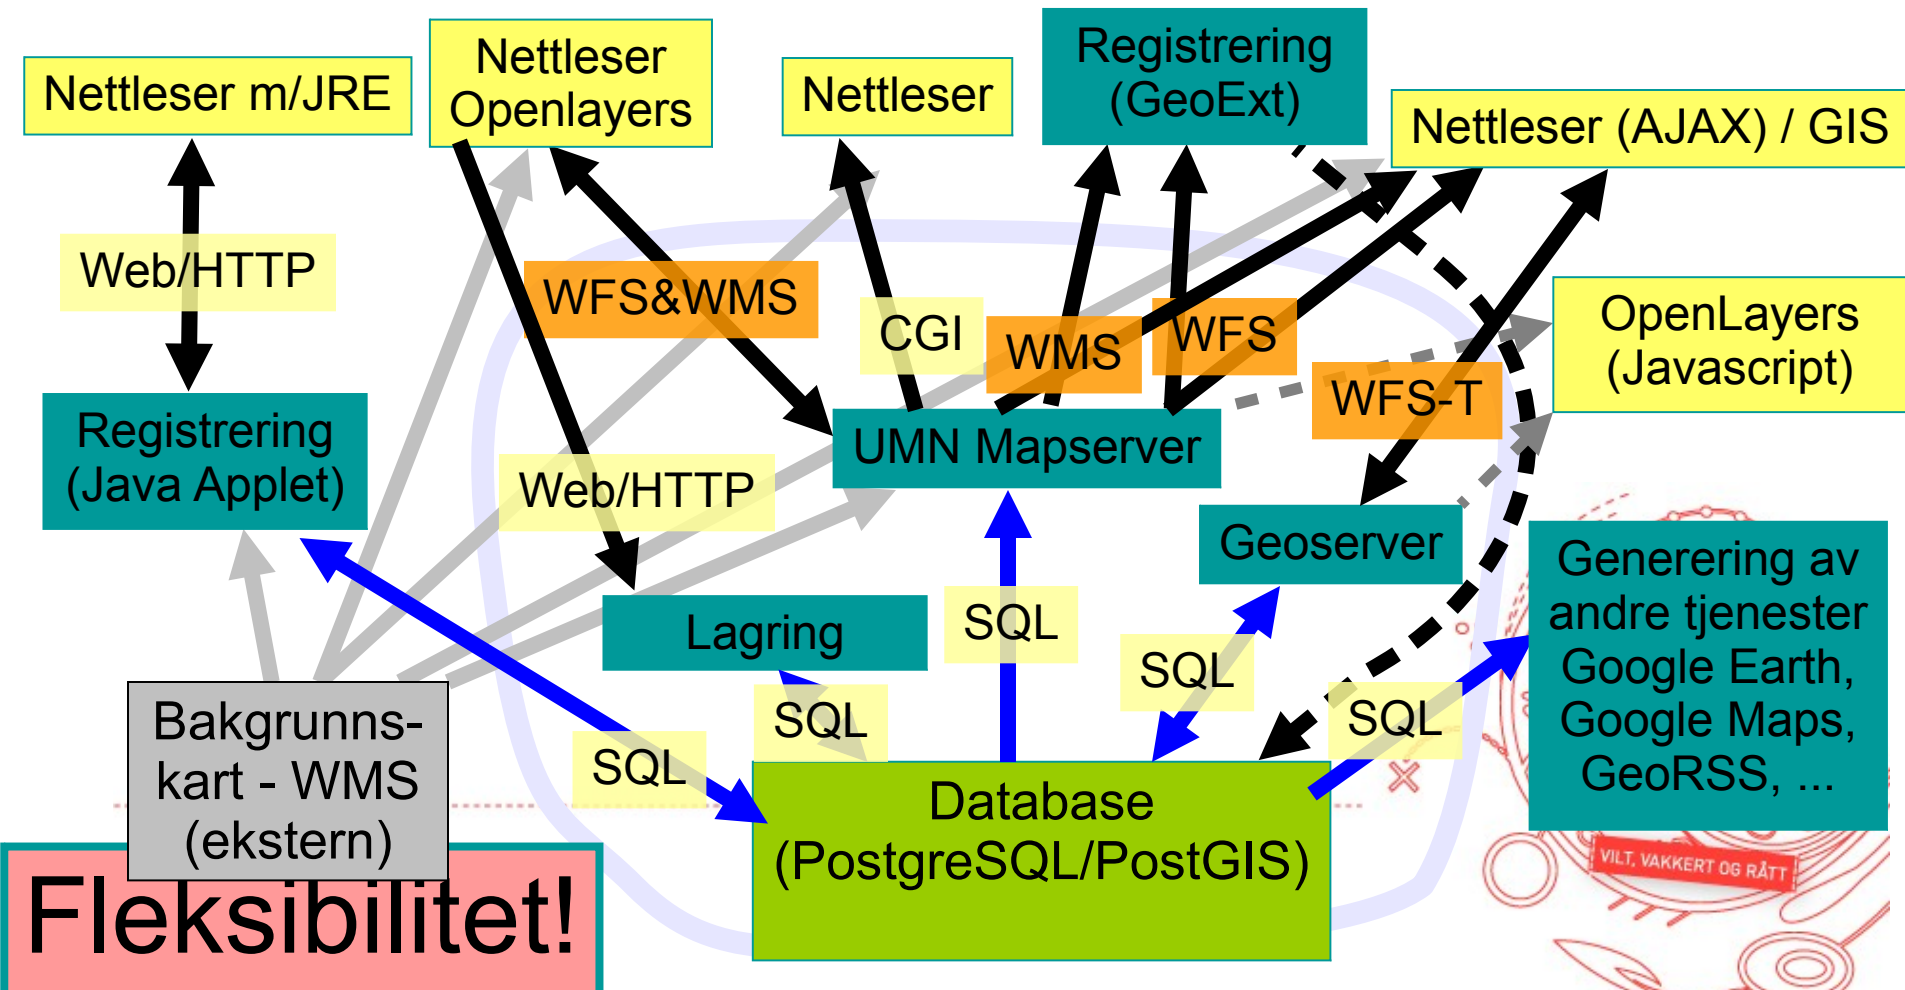 Nettleser
Openlayers
Registrering
(GeoExt)
Nettleser m/JRE
Nettleser
Nettleser (AJAX) / GIS
Web/HTTP
WFS&WMS
CGI
WMS
WFS
OpenLayers
(Javascript)
WFS-T
Registrering
(Java Applet)
UMN Mapserver
Web/HTTP
Geoserver
Generering av
andre tjenester
Google Earth,
Google Maps,
GeoRSS, ...
Lagring
SQL
SQL
SQL
SQL
SQL
Bakgrunns-
kart - WMS
(ekstern)
Database
(PostgreSQL/PostGIS)
VILT, VAKKERT OG RÅTT
Fleksibilitet!